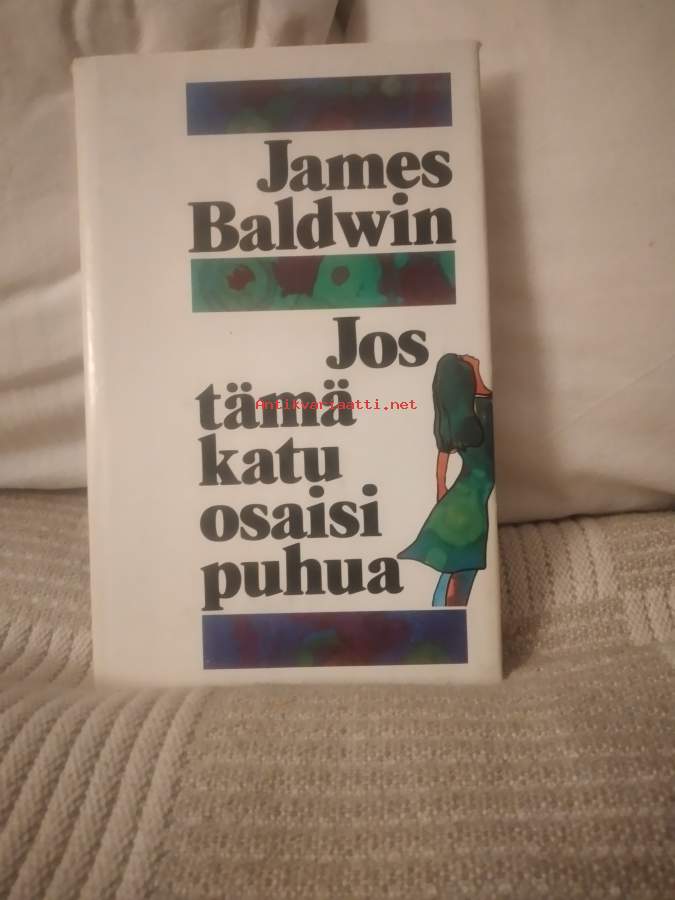 James
Baldwin
Jos
tämä
Antikvariaatti.net
katu
osaisi
puhua